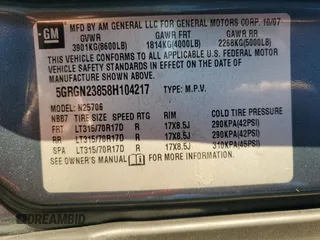 GM
MFD BY AM GENERAL LLC FOR GENERAL MOTORS CORP. 10/07
GVWR GAWR FRT GAWR RR
3901KG(8600LB) 1814KG(4000LB) 2268KG(5000LB)
THIS VEHICLE CONFORMS TO ALL APPLICABLE U.S. FEDERAL MOTOR
VEHICLE SAFETY STANDARDS IN EFFECT ON THE DATE OF
MANUFACTURE SHOWN ABOVE.
5GRGN23858H104217 TYPE: M.P.V.
N25706
NB87 TIRE SIZE SPEED RTG RIM COLD TIRE PRESSURE
FRT LT315/70R17D R 17X8.5J 290KPA(42PSI)
RR LT315/70R17D R 17X8.5J 290KPA(42PSI)
SPA LT315/70R17D R 17X8.5J 310KPA(45PSI)
SEE OWNER'S MANUAL
DREAMBID